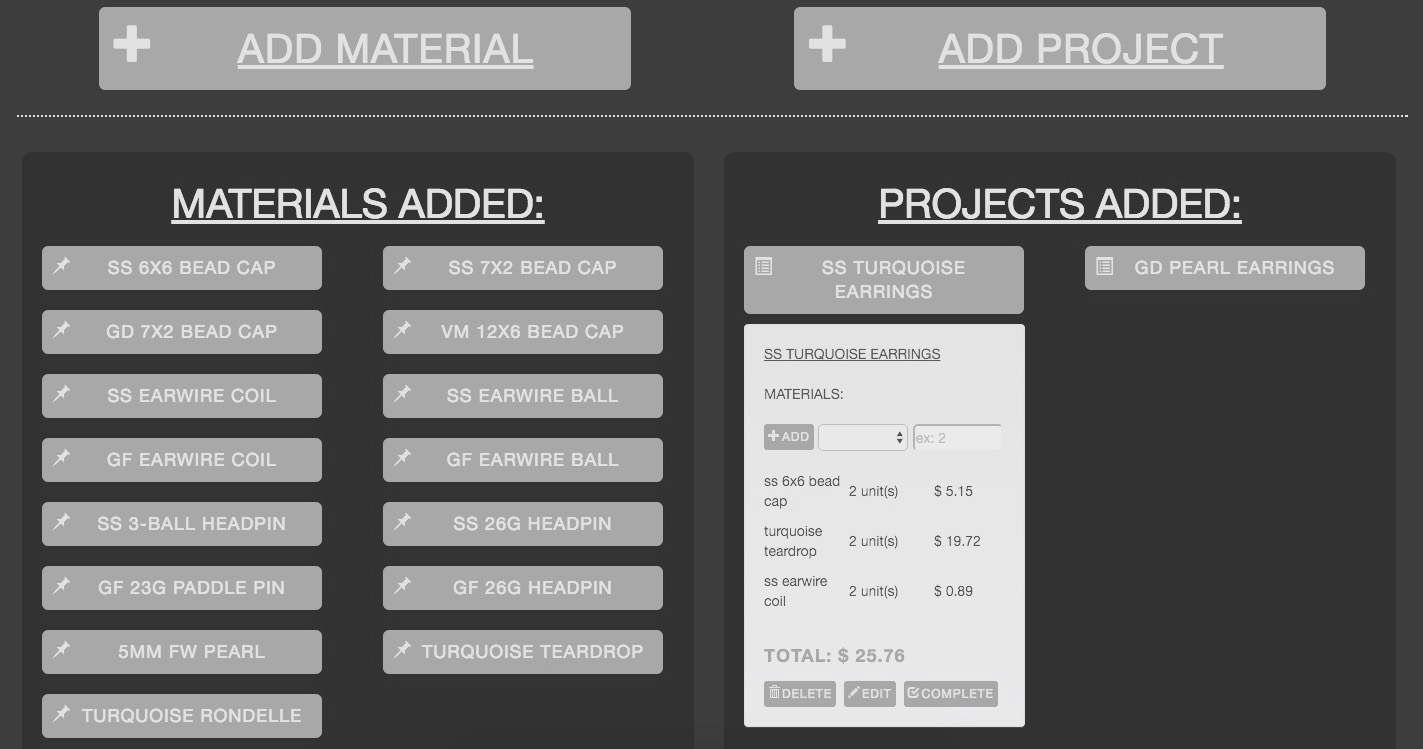 ADD MATERIAL
ADD PROJECT
MATERIALS ADDED:
SS 6X6 BEAD CAP
SS 7X2 BEAD CAP
GD 7X2 BEAD CAP
VM 12X6 BEAD CAP
SS EARWIRE COIL
SS EARWIRE BALL
GF EARWIRE COIL
GF EARWIRE BALL
SS 3-BALL HEADPIN
SS 26G HEADPIN
GF 23G PADDLE PIN
GF 26G HEADPIN
5MM FW PEARL
TURQUOISE TEARDROP
TURQUOISE RONDELLE
PROJECTS ADDED:
SS TURQUOISE
EARRINGS
GD PEARL EARRINGS
SS TURQUOISE EARRINGS
MATERIALS:
ADD ex: 2
ss 6x6 bead
cap
2 unit(s) $ 5.15
turquoise
teardrop
2 unit(s) $ 19.72
ss earwire
coil
2 unit(s) $ 0.89
TOTAL: $ 25.76
DELETE EDIT COMPLETE